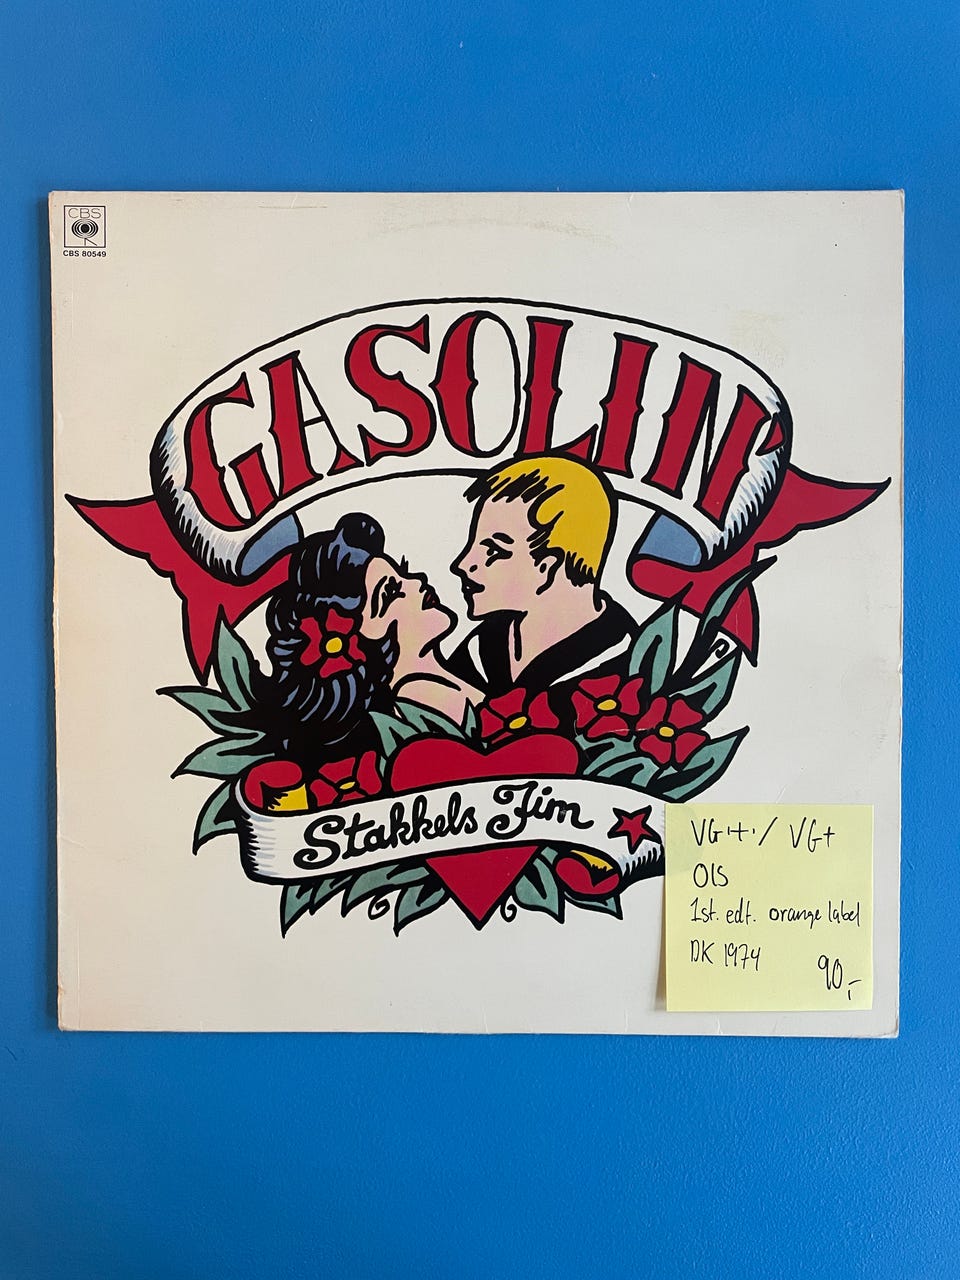 CBS
CBS 80549
GASOLIN'
Stakkels Jim
VG+/ VG+
OIS
1st. edt. orange label
DK 1974
90,-